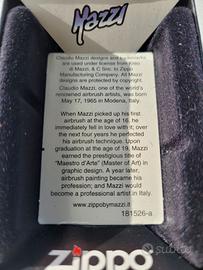 Mazzi
Claudio Mazzi designs and trademarks
are used under license from Kreo
di Mazzi, & C Snc. to Zippo
Manufacturing Company. All Mazzi
designs are protected by copyright.
Claudio Mazzi, one of the world's
renowned airbrush artists, was born
May 17, 1965 in Modena, Italy.
When Mazzi picked up his first
airbrush at the age of 16, he
immediately fell in love with it; over
the next four years he perfected
his airbrush technique. Upon
graduation at the age of 19, Mazzi
earned the prestigious title of
"Maestro d'Arte" (Master of Art) in
graphic design. A year later,
airbrush painting became his
profession; and Mazzi would
become a professional artist in Italy.
www.zippobymazzi.it
181526-a
zippo
subito